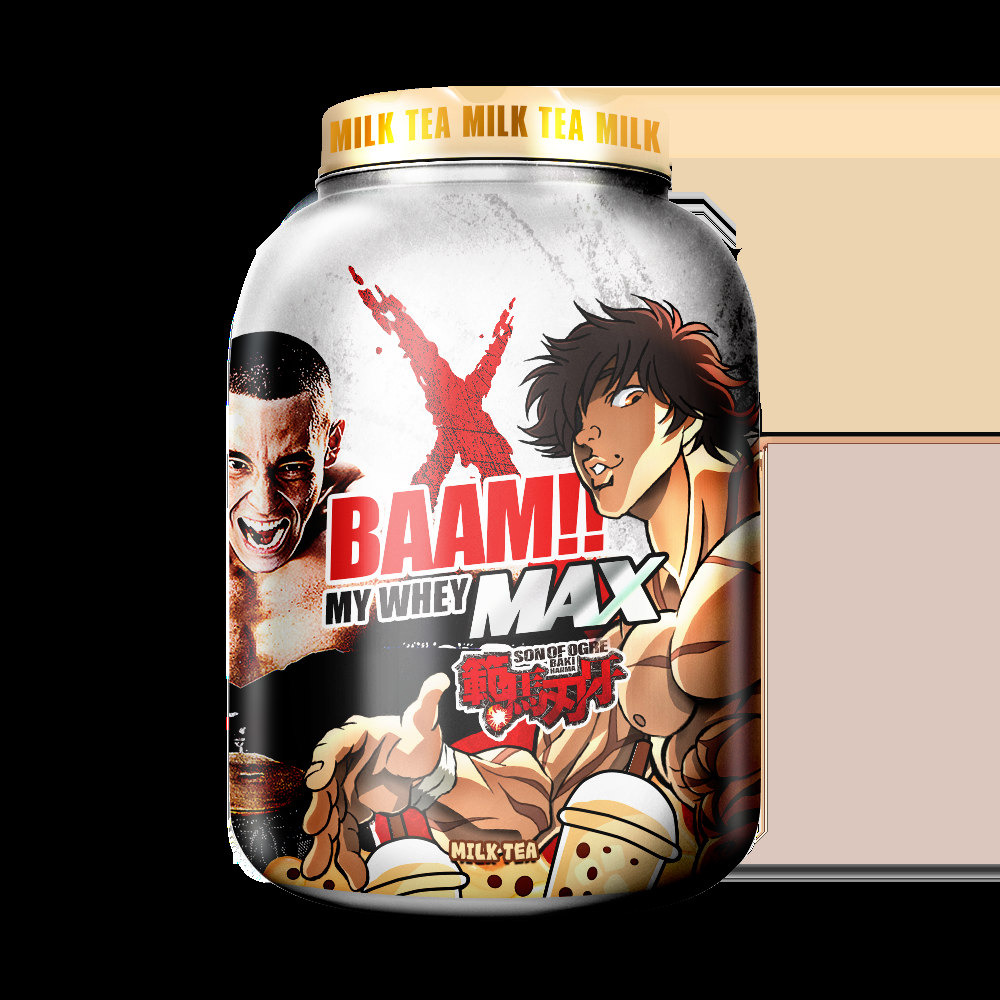 MILK TEA MILK TEA MILK
X
BAAM!!
MY WHEY MAX
SON OF OGRE
BAKI
HANMA
範馬刃牙
MILK TEA